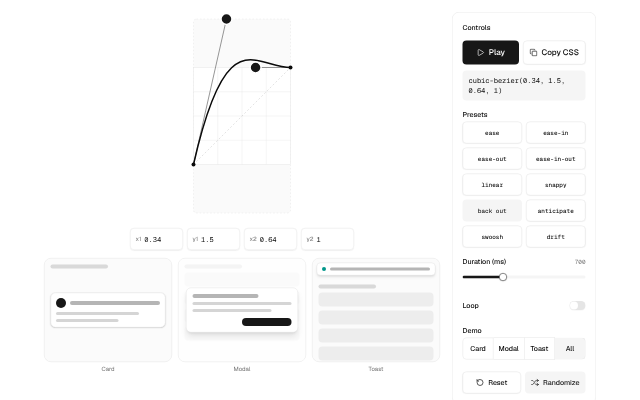 x1 0.34
y1 1.5
x2 0.64
y2 1
Card
Modal
Toast
Controls
Play
Copy CSS
cubic-bezier(0.34, 1.5,
0.64, 1)
Presets
ease
ease-in
ease-out
ease-in-out
linear
snappy
back out
anticipate
swoosh
drift
Duration (ms)
700
Loop
Demo
Card
Modal
Toast
All
Reset
Randomize